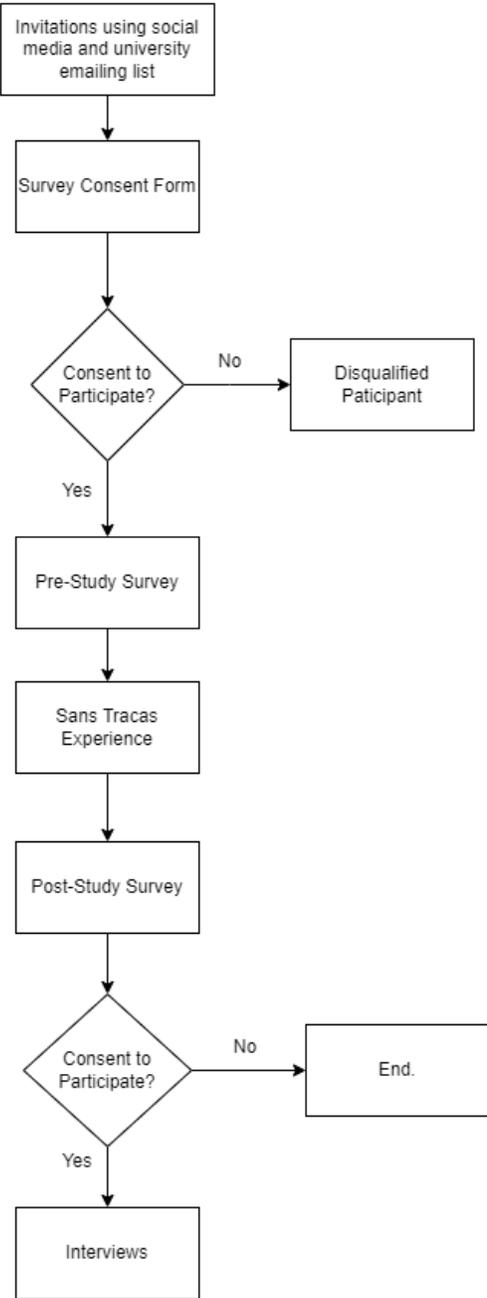 Invitations using social
media and university
emailing list
Survey Consent Form
Consent to
Participate?
No
Disqualified
Paticipant
Yes
Pre-Study Survey
Sans Tracas
Experience
Post-Study Survey
Consent to
Participate?
No
End.
Yes
Interviews